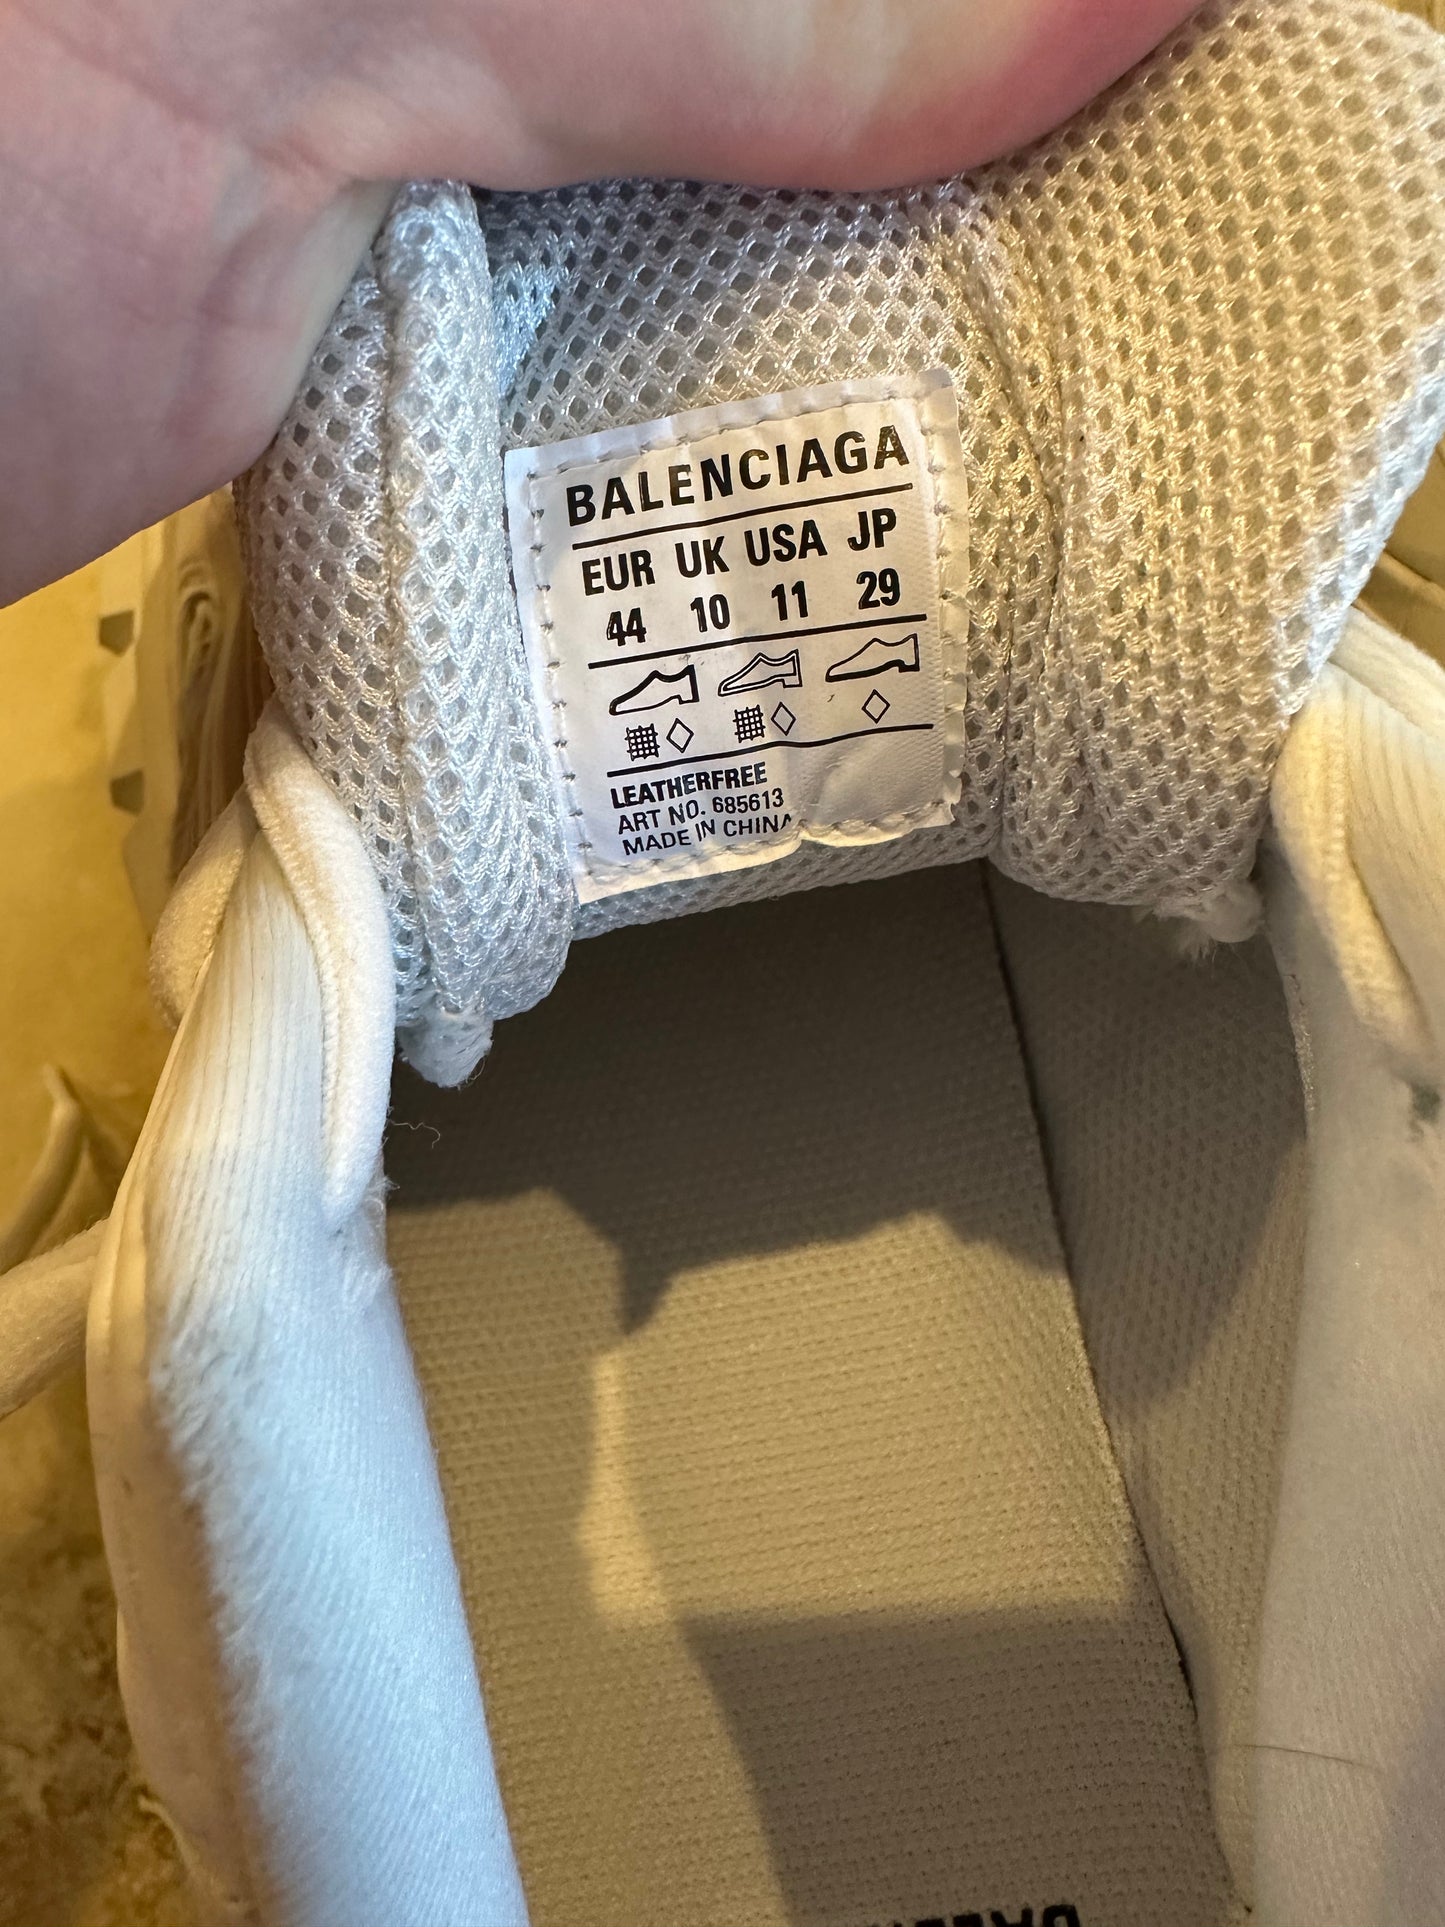 BALENCIAGA
EUR UK USA JP
44 10 11 29
LEATHERFREE
ART NO. 685613
MADE IN CHINA